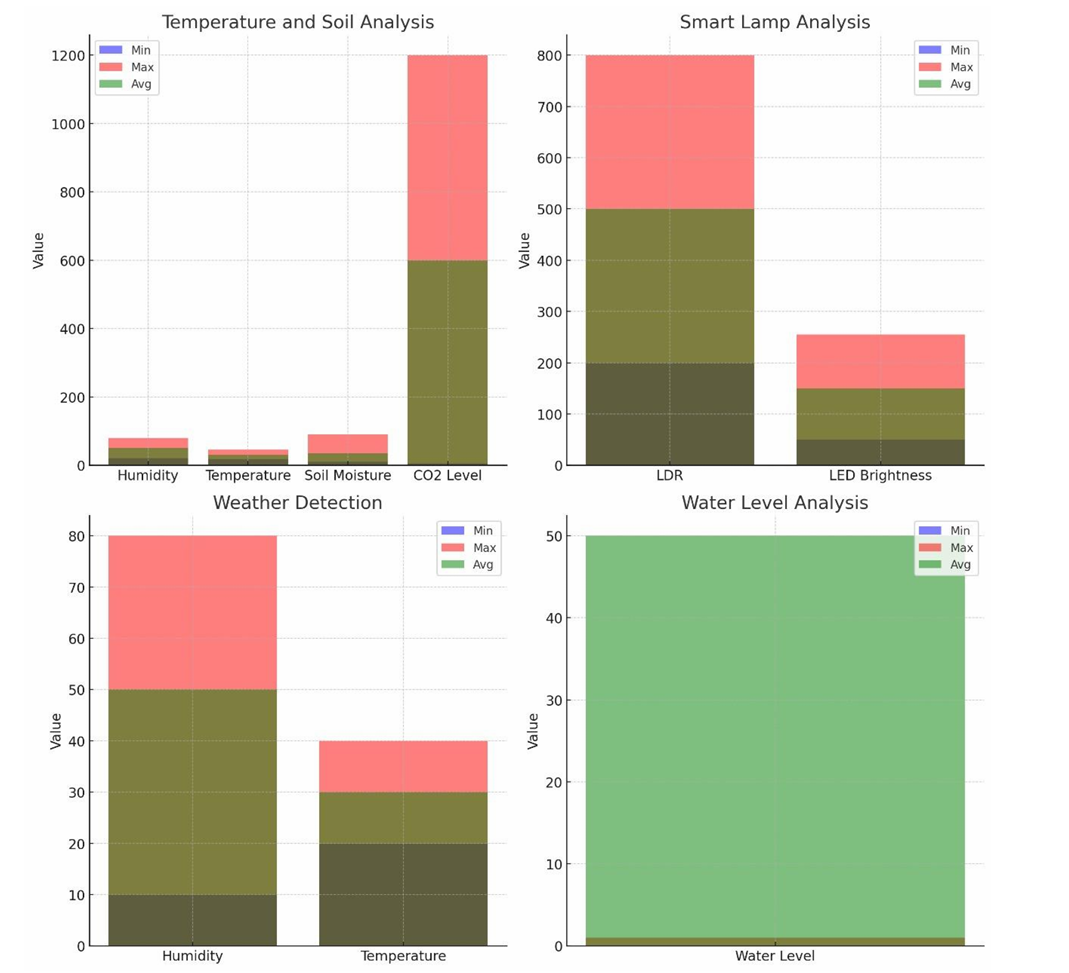 Temperature and Soil Analysis
Min
Max
Avg
1200
1000
800
600
400
200
0
Value
Humidity Temperature Soil Moisture CO2 Level
Smart Lamp Analysis
Min
Max
Avg
800
700
600
500
400
300
200
100
0
Value
LDR LED Brightness
Weather Detection
Min
Max
Avg
80
70
60
50
40
30
20
10
0
Value
Humidity Temperature
Water Level Analysis
Min
Max
Avg
50
40
30
20
10
0
Value
Water Level